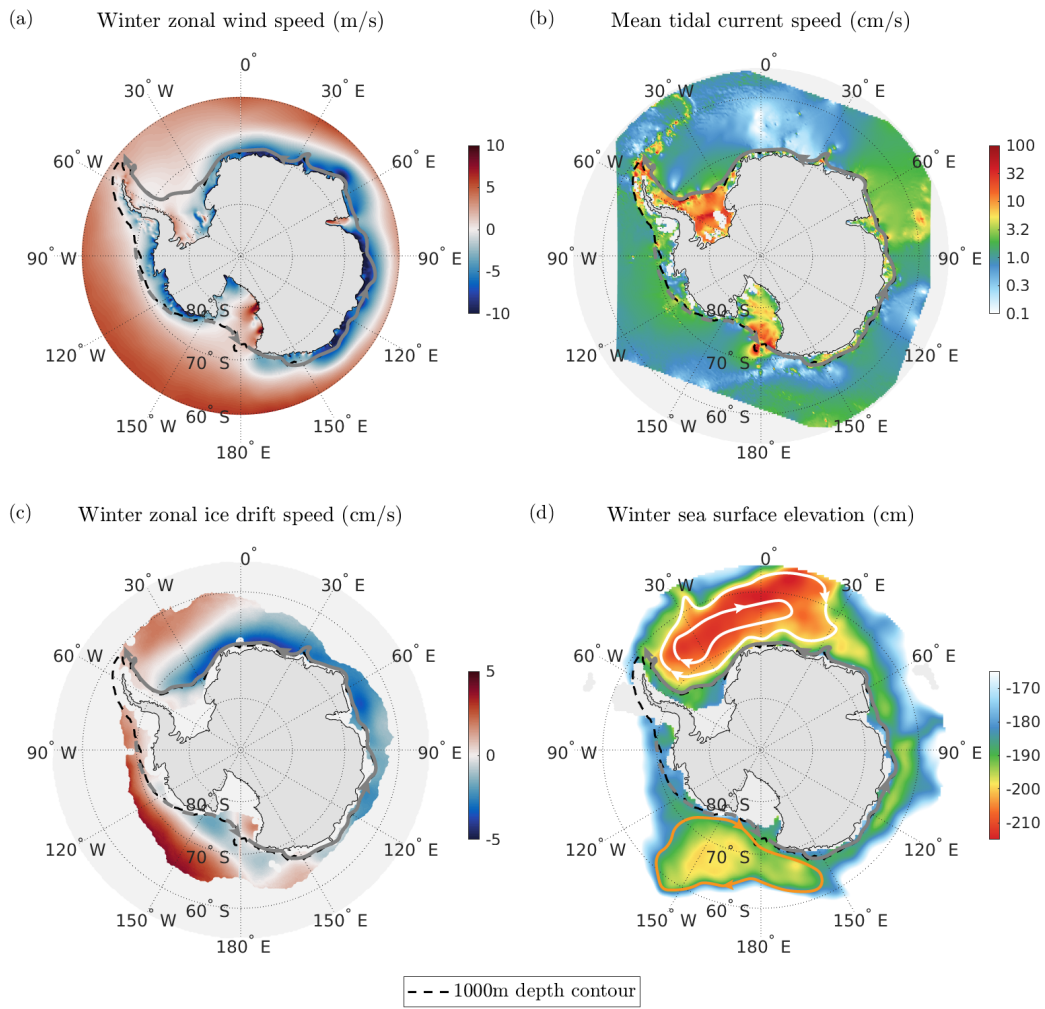 (a) Winter zonal wind speed (m/s)
0°
30° W 30° E
60° W 60° E
90° W 90° E
80° S
120° W 120° E
70° S
60° S
150° W 150° E
180° E
10
5
0
-5
-10
(b) Mean tidal current speed (cm/s)
0°
30° W 30° E
60° W 60° E
90° W 90° E
80° S
120° W 120° E
70° S
60° S
150° W 150° E
180° E
100
32
10
3.2
1.0
0.3
0.1
(c) Winter zonal ice drift speed (cm/s)
0°
30° W 30° E
60° W 60° E
90° W 90° E
80° S
120° W 120° E
70° S
60° S
150° W 150° E
180° E
5
0
-5
(d) Winter sea surface elevation (cm)
0°
30° W 30° E
60° W 60° E
90° W 90° E
80° S
120° W 120° E
70° S
60° S
150° W 150° E
180° E
-170
-180
-190
-200
-210
1000m depth contour